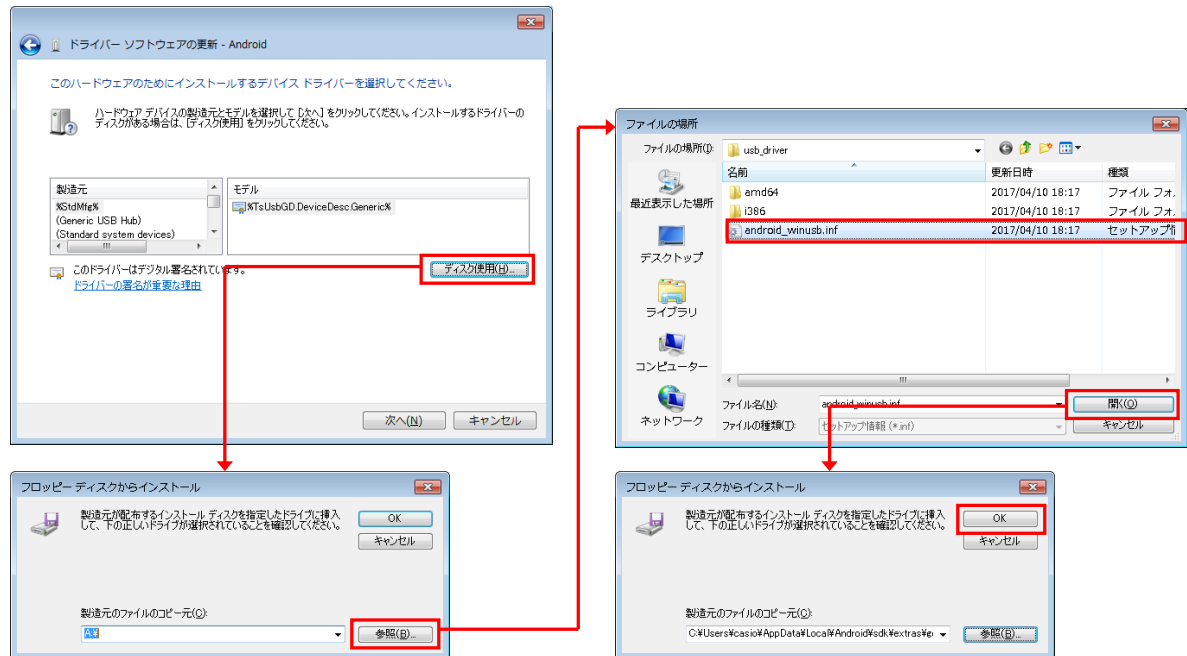 ドライバー ソフトウェアの更新 - Android
このハードウェアのためにインストールするデバイス ドライバーを選択してください。
ハードウェア デバイスの製造元とモデルを選択して [次へ] をクリックしてください。インストールするドライバーの
ディスクがある場合は、[ディスク使用] をクリックしてください。
製造元
%StdMfg%
(Generic USB Hub)
(Standard system devices)
モデル
%TsUsbGD.DeviceDesc.Generic%
このドライバーはデジタル署名されています。
ドライバーの署名が重要な理由
ディスク使用(H)...
次へ(N)
キャンセル
フロッピー ディスクからインストール
製造元が配布するインストール ディスクを指定したドライブに挿入
して、下の正しいドライブが選択されていることを確認してください。
OK
キャンセル
製造元のファイルのコピー元(C):
A:¥
参照(B)...
ファイルの場所
ファイルの場所(I):
usb_driver
名前
更新日時
種類
amd64
2017/04/10 18:17
ファイル フォ
i386
2017/04/10 18:17
ファイル フォ
android_winusb.inf
2017/04/10 18:17
セットアップ情
最近表示した場所
デスクトップ
ライブラリ
コンピューター
ネットワーク
ファイル名(N):
android_winusb.inf
開く(O)
ファイルの種類(T):
セットアップ情報 (*.inf)
キャンセル
フロッピー ディスクからインストール
製造元が配布するインストール ディスクを指定したドライブに挿入
して、下の正しいドライブが選択されていることを確認してください。
OK
キャンセル
製造元のファイルのコピー元(C):
C:¥Users¥casio¥AppData¥Local¥Android¥sdk¥extras¥
参照(B)...